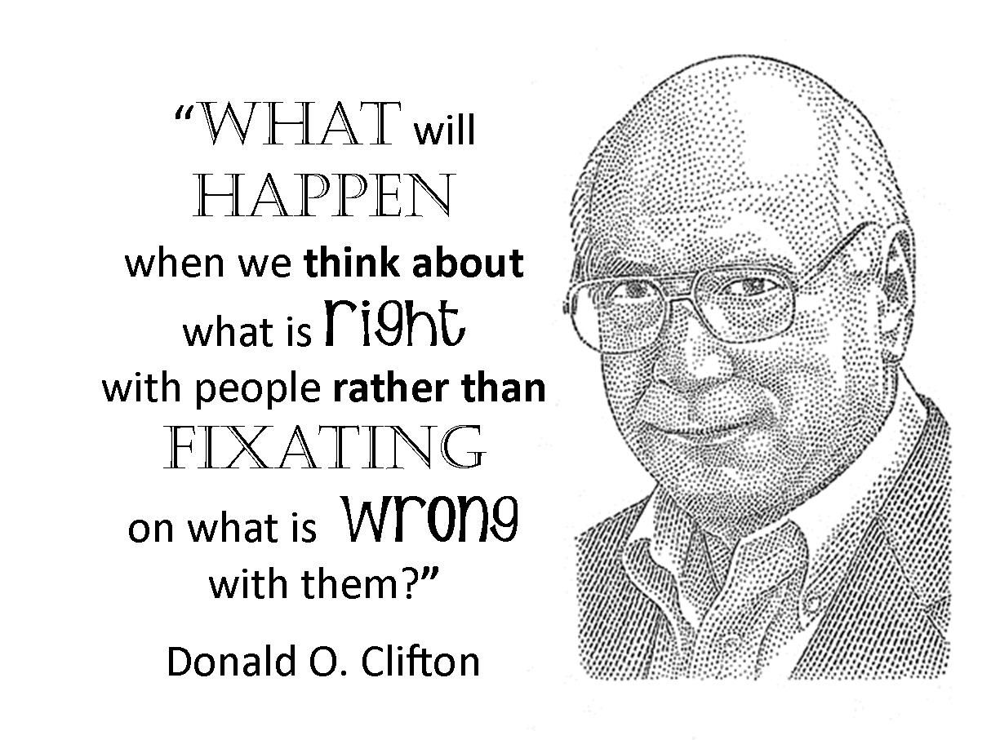 “WHAT will
HAPPEN
when we think about
what is right
with people rather than
FIXATING
on what is wrong
with them?”
Donald O. Clifton